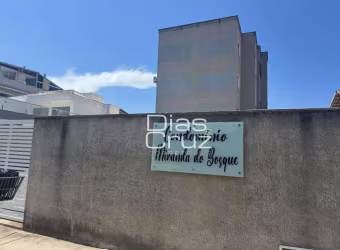 Condomínio
Miranda do Bosque
Dias
Cruz